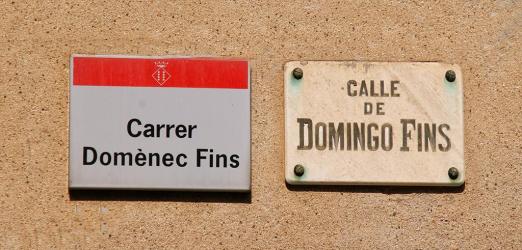 Carrer
Domènec Fins
CALLE
DE
DOMINGO FINS